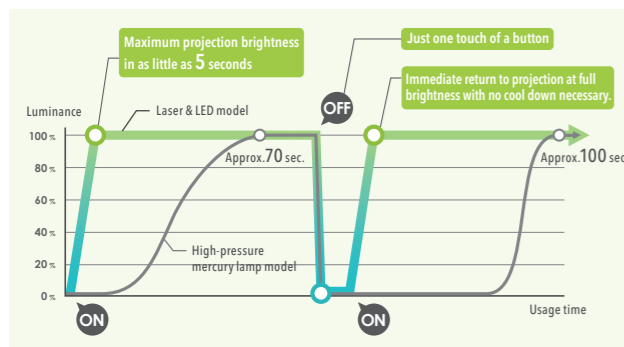 Maximum projection brightness
in as little as 5 seconds
Just one touch of a button
Immediate return to projection at full
brightness with no cool down necessary.
Luminance
Laser & LED model
OFF
100 %
80 %
60 %
40 %
20 %
0 %
Approx.70 sec.
Approx.100 sec
High-pressure
mercury lamp model
Usage time
ON
ON